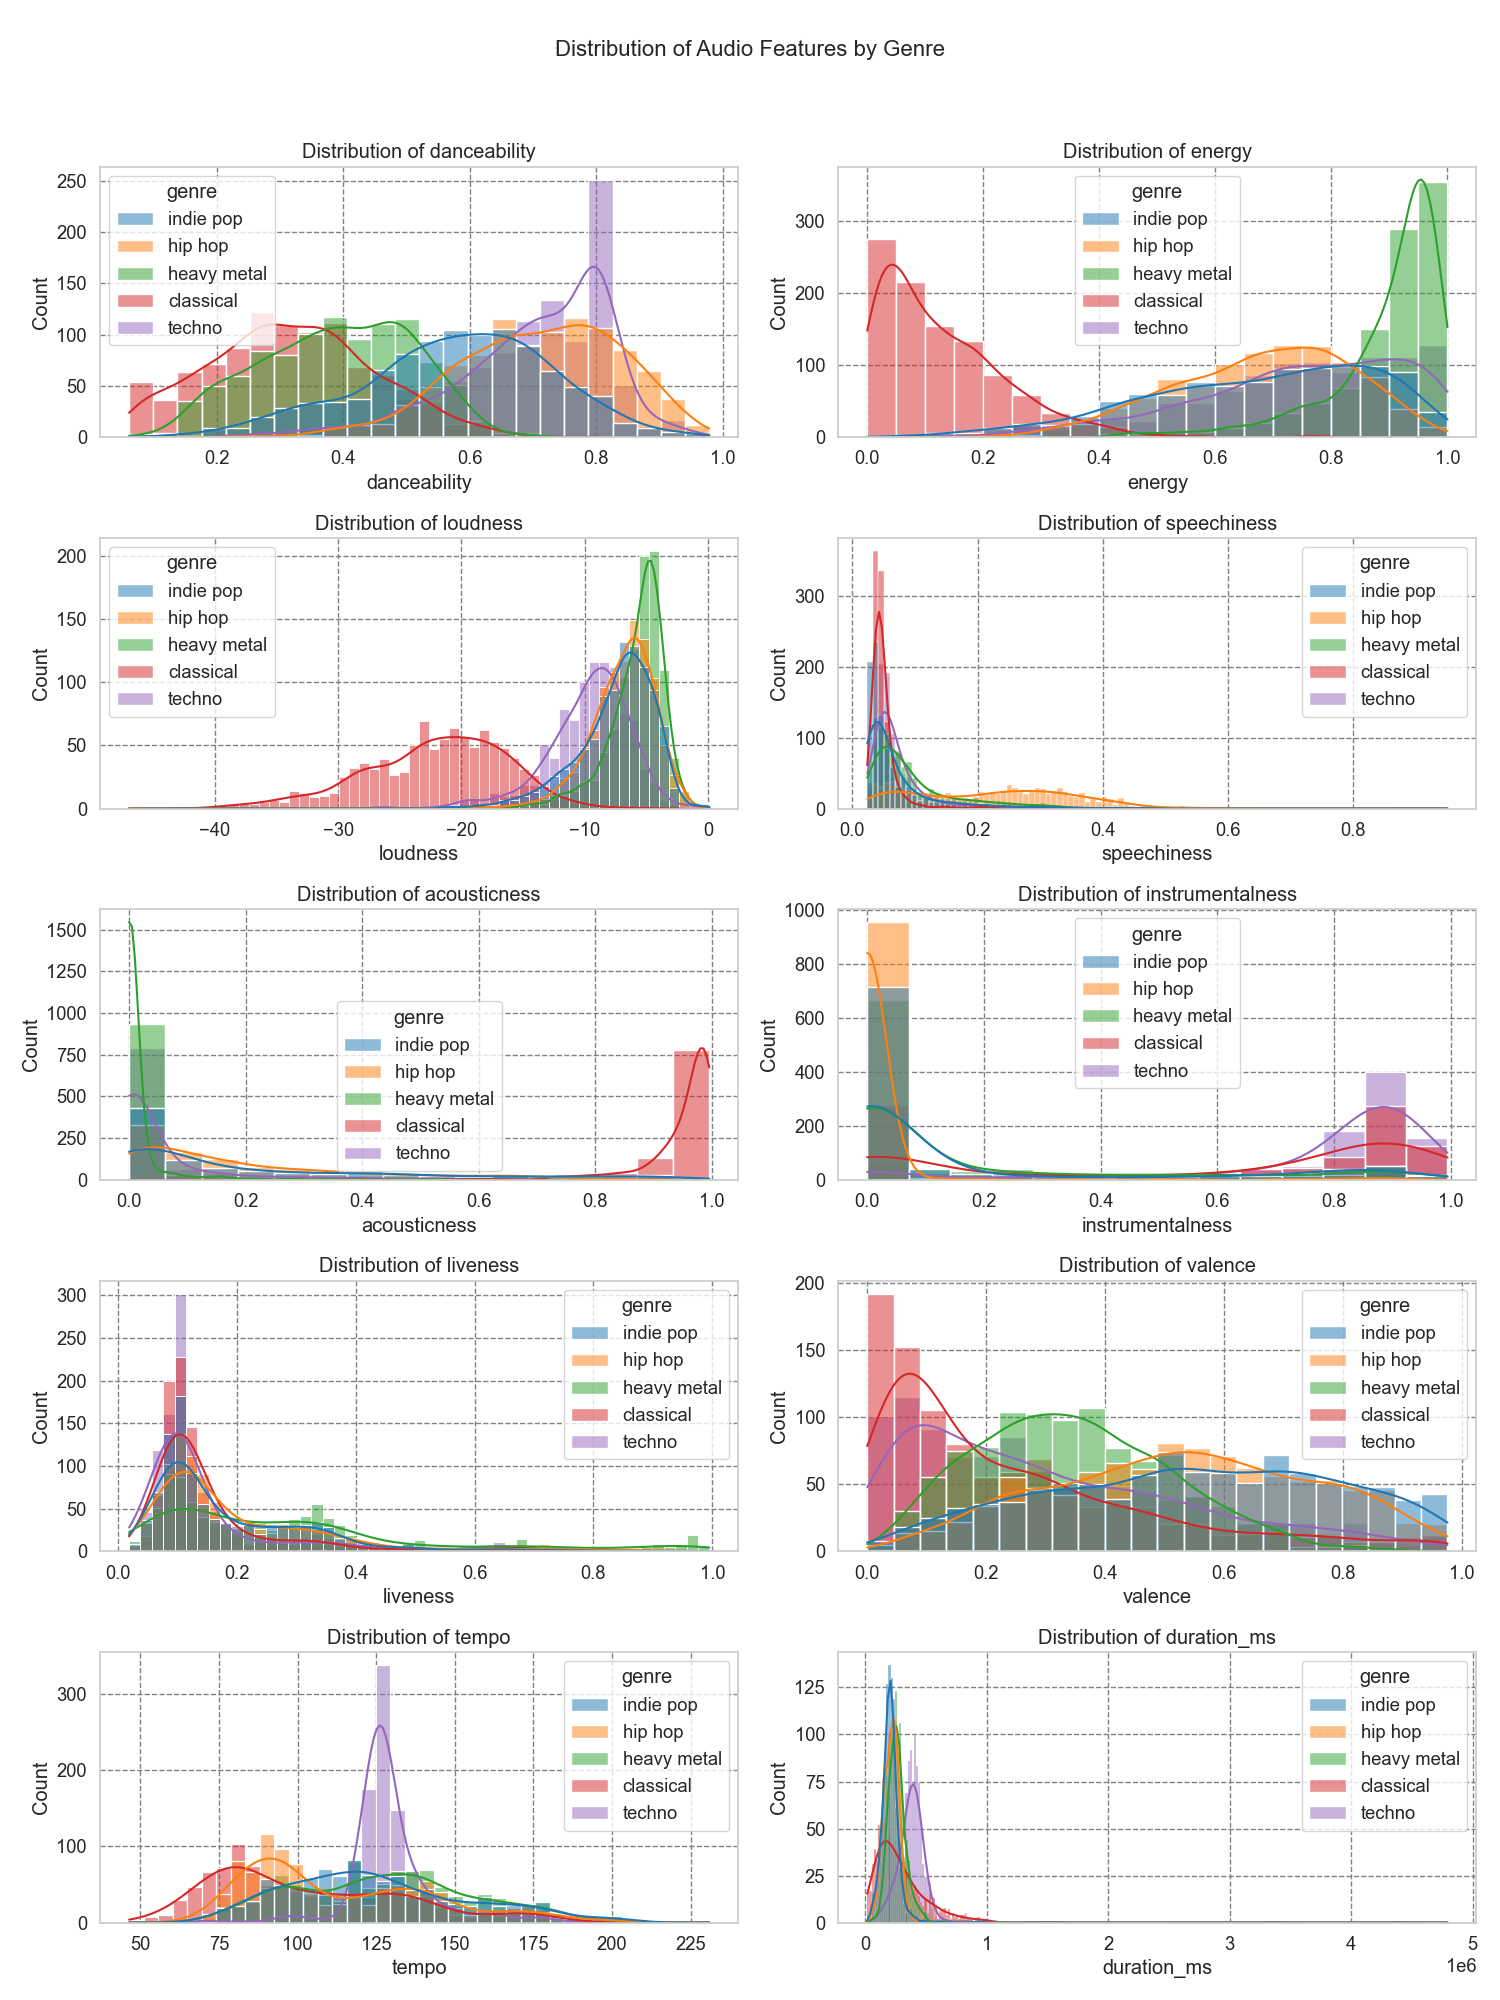 Distribution of Audio Features by Genre
Distribution of danceability
Count
250
200
150
100
50
0
genre
indie pop
hip hop
heavy metal
classical
techno
0.2
0.4
0.6
0.8
1.0
danceability
Distribution of energy
Count
300
200
100
0
genre
indie pop
hip hop
heavy metal
classical
techno
0.0
0.2
0.4
0.6
0.8
1.0
energy
Distribution of loudness
Count
200
150
100
50
0
genre
indie pop
hip hop
heavy metal
classical
techno
−40
−30
−20
−10
0
loudness
Distribution of speechiness
Count
300
200
100
0
genre
indie pop
hip hop
heavy metal
classical
techno
0.0
0.2
0.4
0.6
0.8
speechiness
Distribution of acousticness
Count
1500
1250
1000
750
500
250
0
genre
indie pop
hip hop
heavy metal
classical
techno
0.0
0.2
0.4
0.6
0.8
1.0
acousticness
Distribution of instrumentalness
Count
1000
800
600
400
200
0
genre
indie pop
hip hop
heavy metal
classical
techno
0.0
0.2
0.4
0.6
0.8
1.0
instrumentalness
Distribution of liveness
Count
300
250
200
150
100
50
0
genre
indie pop
hip hop
heavy metal
classical
techno
0.0
0.2
0.4
0.6
0.8
1.0
liveness
Distribution of valence
Count
200
150
100
50
0
genre
indie pop
hip hop
heavy metal
classical
techno
0.0
0.2
0.4
0.6
0.8
1.0
valence
Distribution of tempo
Count
300
200
100
0
genre
indie pop
hip hop
heavy metal
classical
techno
50
75
100
125
150
175
200
225
tempo
Distribution of duration_ms
Count
125
100
75
50
25
0
genre
indie pop
hip hop
heavy metal
classical
techno
0
1
2
3
4
5
1e6
duration_ms